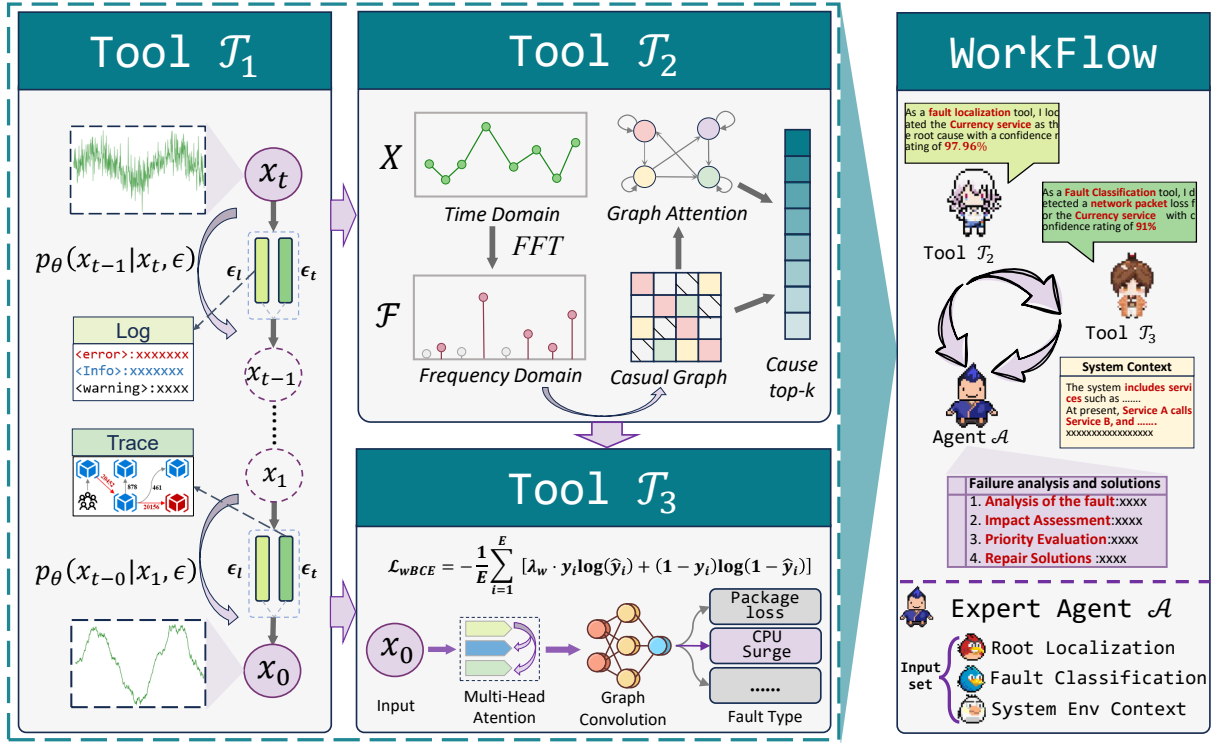 Tool 𝒯₁
x_t
p_θ(x_{t−1}|x_t, ϵ)
ϵ_l
ϵ_t
Log
<error>:xxxxxxx
<Info>:xxxxxxx
<warning>:xxxx
x_{t−1}
Trace
20452
878
461
20156
x_1
p_θ(x_{t−0}|x_1, ϵ)
ϵ_l
ϵ_t
x_0
Tool 𝒯₂
X
Time Domain
FFT
ℱ
Frequency Domain
Graph Attention
Casual Graph
Cause
top-k
Tool 𝒯₃
ℒ_{wBCE} = −1/E ∑_{i=1}^{E} [λ_w · y_i log(ŷ_i) + (1 − y_i)log(1 − ŷ_i)]
x_0
Input
Multi-Head
Atention
Graph
Convolution
Package
loss
CPU
Surge
......
Fault Type
WorkFlow
As a fault localization tool, I loc
ated the Currency service as th
e root cause with a confidence r
ating of 97.96%
Tool 𝒯₂
As a Fault Classification tool, I d
etected a network packet loss f
or the Currency service with c
onfidence rating of 91%
Tool 𝒯₃
System Context
The system includes servi
ces such as .......
At present, Service A calls
Service B, and .......
xxxxxxxxxxxxxxxxx
Agent 𝒜
Failure analysis and solutions
1. Analysis of the fault:xxxx
2. Impact Assessment:xxxx
3. Priority Evaluation:xxxx
4. Repair Solutions :xxxx
Expert Agent 𝒜
Input
set
Root Localization
Fault Classification
System Env Context